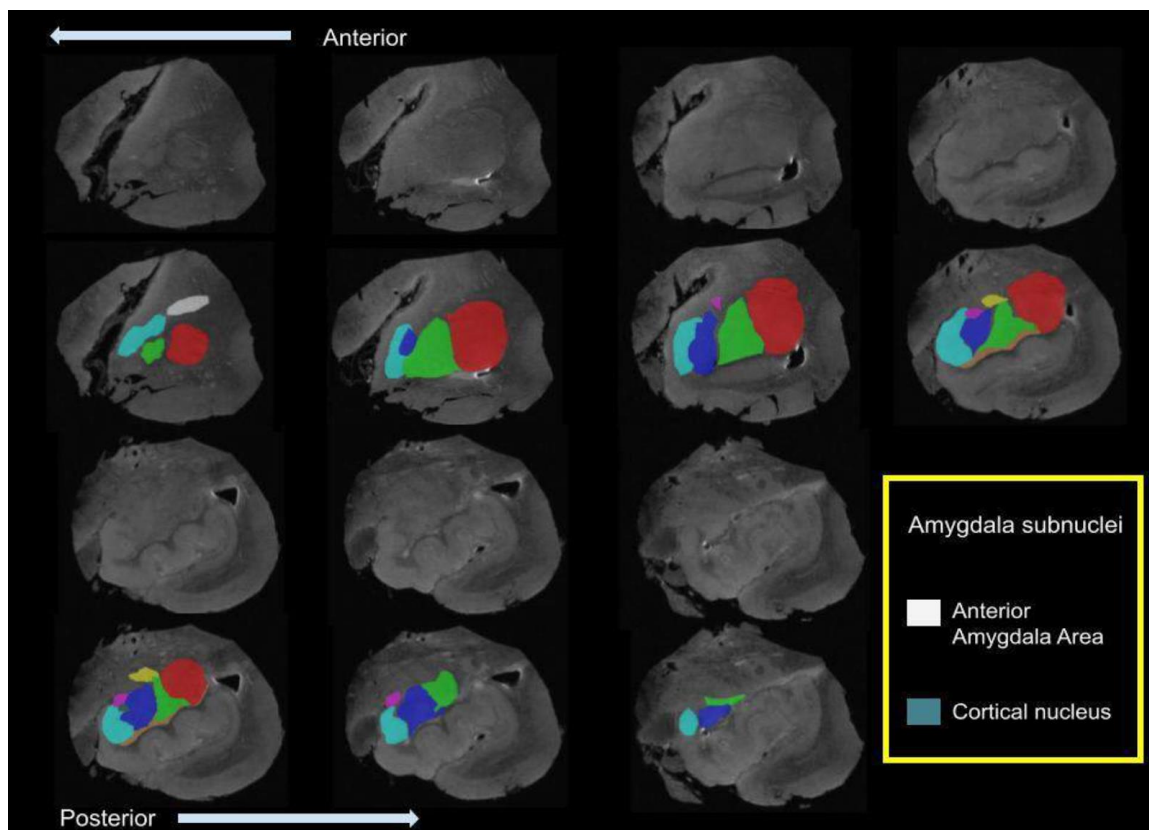 Anterior
Amygdala subnuclei
Anterior
Amygdala Area
Cortical nucleus
Posterior